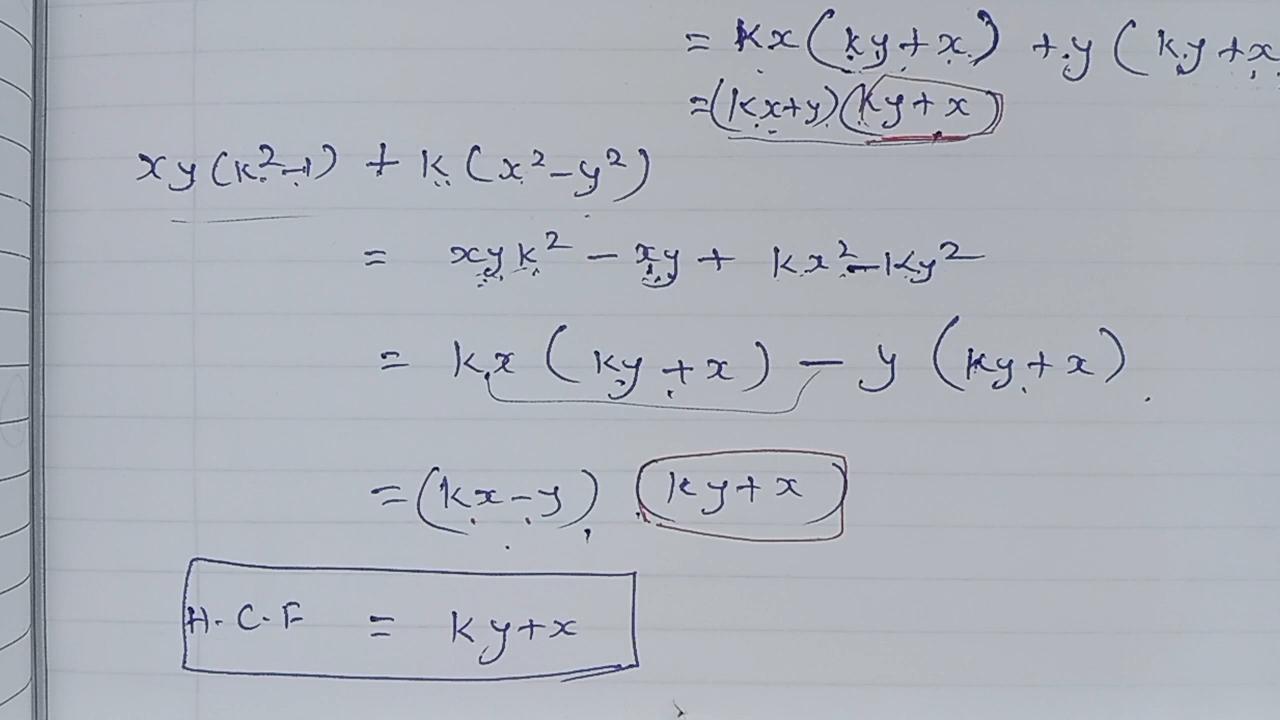 = kx(ky+x) + y(ky+x
=(kx+y)(ky+x)
xy(k²-1) + k(x²-y²)
= xyk² - xy + kx² - ky²
= kx(ky+x) - y(ky+x)
=(kx-y)(ky+x)
H.C.F = ky+x